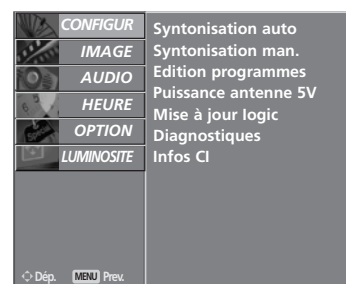 CONFIGUR
IMAGE
AUDIO
HEURE
OPTION
LUMINOSITE
Syntonisation auto
Syntonisation man.
Edition programmes
Puissance antenne 5V
Mise à jour logic
Diagnostiques
Infos CI
Dép. MENU Prev.